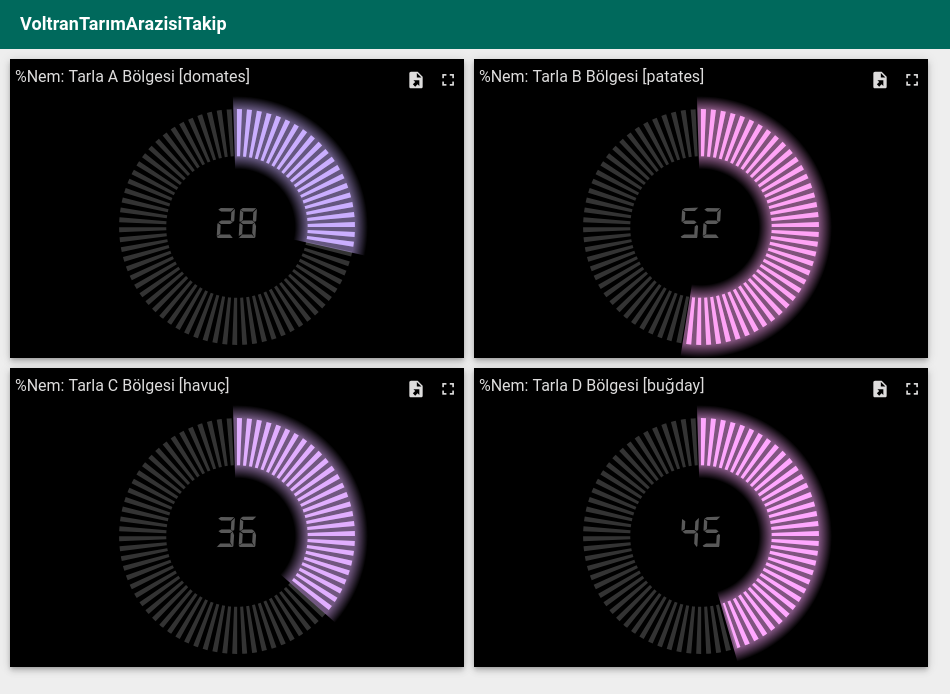 VoltranTarımArazisiTakip
%Nem: Tarla A Bölgesi [domates]
28
%Nem: Tarla B Bölgesi [patates]
52
%Nem: Tarla C Bölgesi [havuç]
36
%Nem: Tarla D Bölgesi [buğday]
45